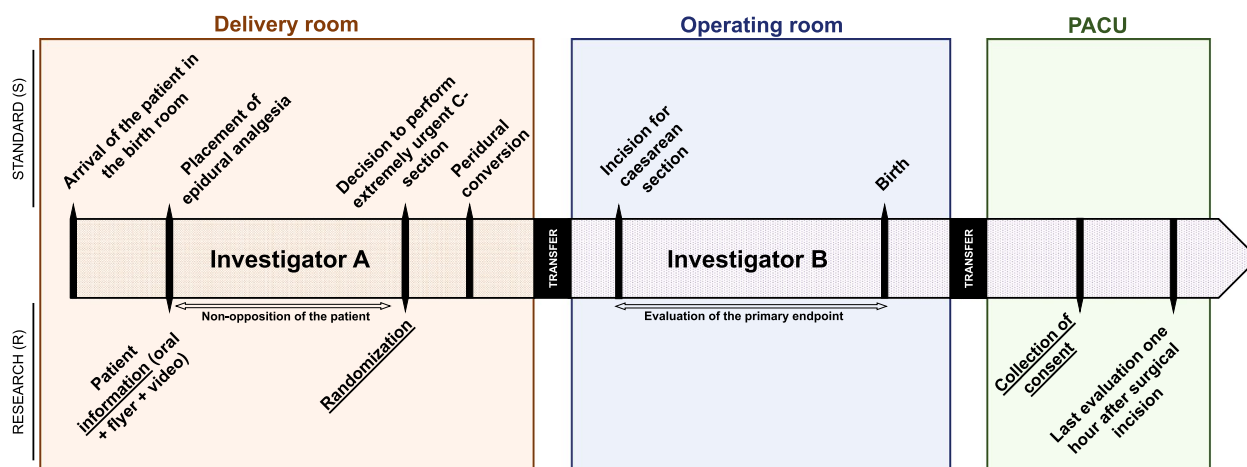 Delivery room
Operating room
PACU
STANDARD (S)
Arrival of the patient in
the birth room
Placement of
epidural analgesia
Decision to perform
extremely urgent C-
section
Peridural
conversion
Incision for
caesarean
section
Birth
Investigator A
TRANSFER
Investigator B
TRANSFER
Non-opposition of the patient
Evaluation of the primary endpoint
RESEARCH (R)
Patient
information (oral
+ flyer + video)
Randomization
Collection of
consent
Last evaluation one
hour after surgical
incision